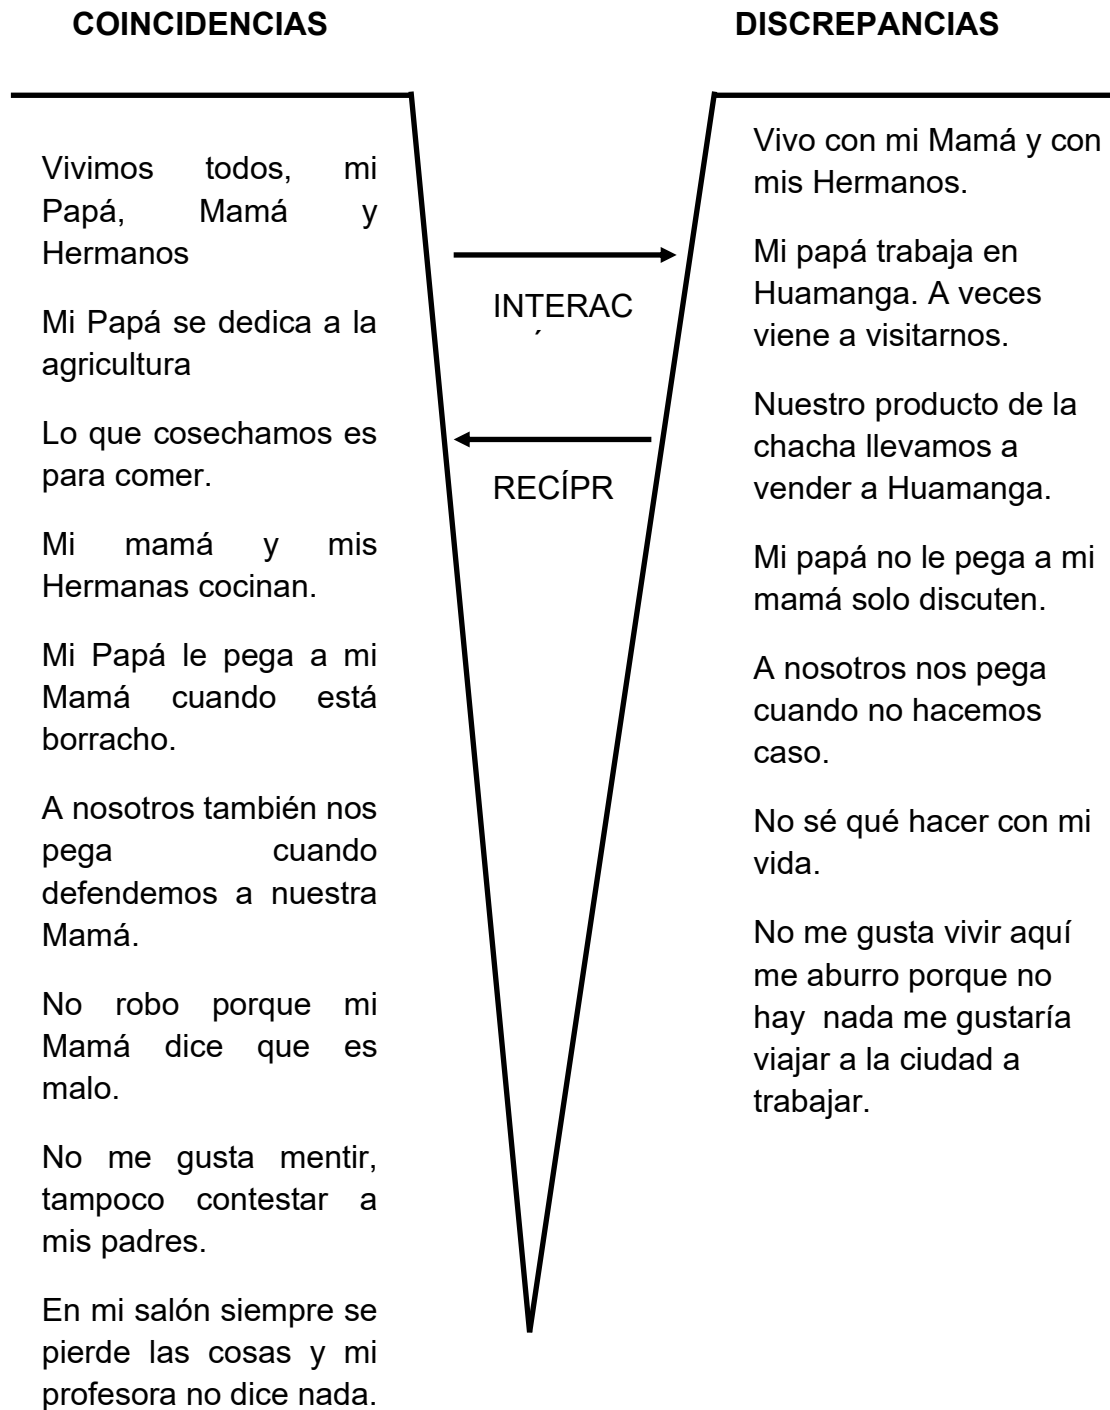 COINCIDENCIAS
DISCREPANCIAS
Vivimos todos, mi
Papá, Mamá y
Hermanos
Mi Papá se dedica a la
agricultura
Lo que cosechamos es
para comer.
Mi mamá y mis
Hermanas cocinan.
Mi Papá le pega a mi
Mamá cuando está
borracho.
A nosotros también nos
pega cuando
defendemos a nuestra
Mamá.
No robo porque mi
Mamá dice que es
malo.
No me gusta mentir,
tampoco contestar a
mis padres.
En mi salón siempre se
pierde las cosas y mi
profesora no dice nada.
INTERAC
RECÍPR
Vivo con mi Mamá y con
mis Hermanos.
Mi papá trabaja en
Huamanga. A veces
viene a visitarnos.
Nuestro producto de la
chacha llevamos a
vender a Huamanga.
Mi papá no le pega a mi
mamá solo discuten.
A nosotros nos pega
cuando no hacemos
caso.
No sé qué hacer con mi
vida.
No me gusta vivir aquí
me aburro porque no
hay  nada me gustaría
viajar a la ciudad a
trabajar.